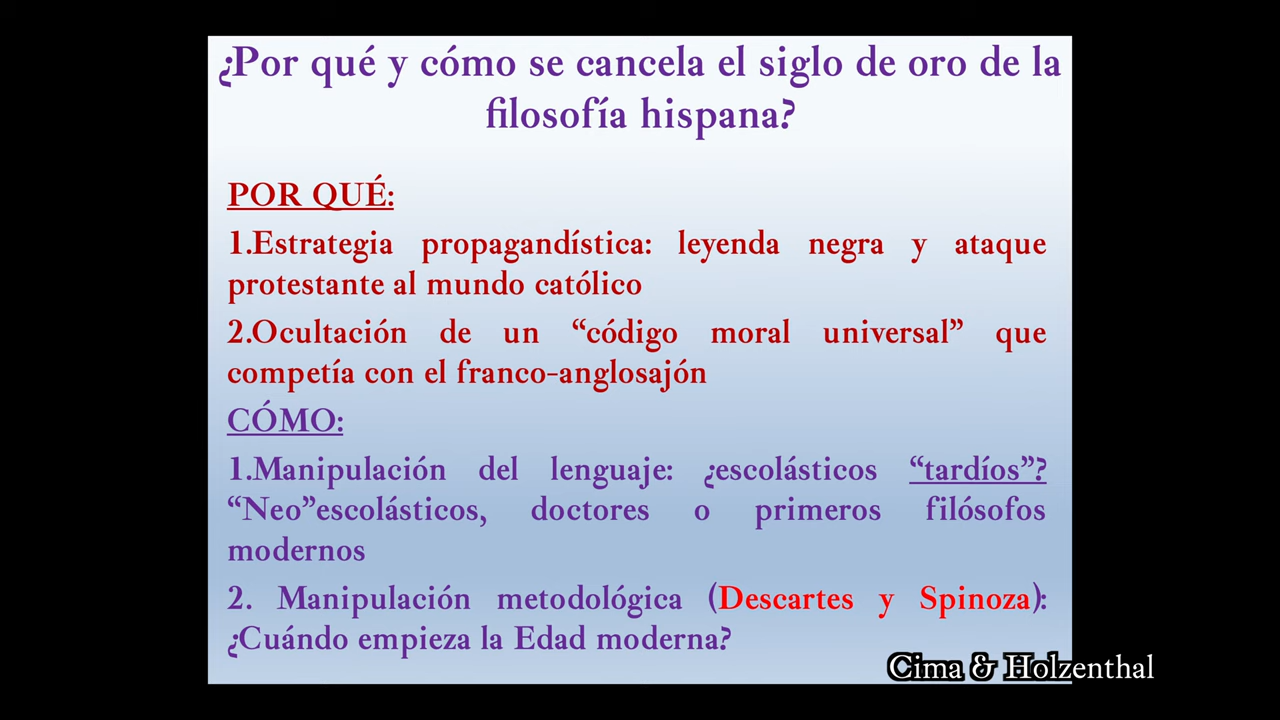 ¿Por qué y cómo se cancela el siglo de oro de la
filosofía hispana?
POR QUÉ:
1.Estrategia propagandística: leyenda negra y ataque
protestante al mundo católico
2.Ocultación de un “código moral universal” que
competía con el franco-anglosajón
CÓMO:
1.Manipulación del lenguaje: ¿escolásticos “tardíos”?
“Neo”escolásticos, doctores o primeros filósofos
modernos
2. Manipulación metodológica (Descartes y Spinoza):
¿Cuándo empieza la Edad moderna?
Cima & Holzenthal